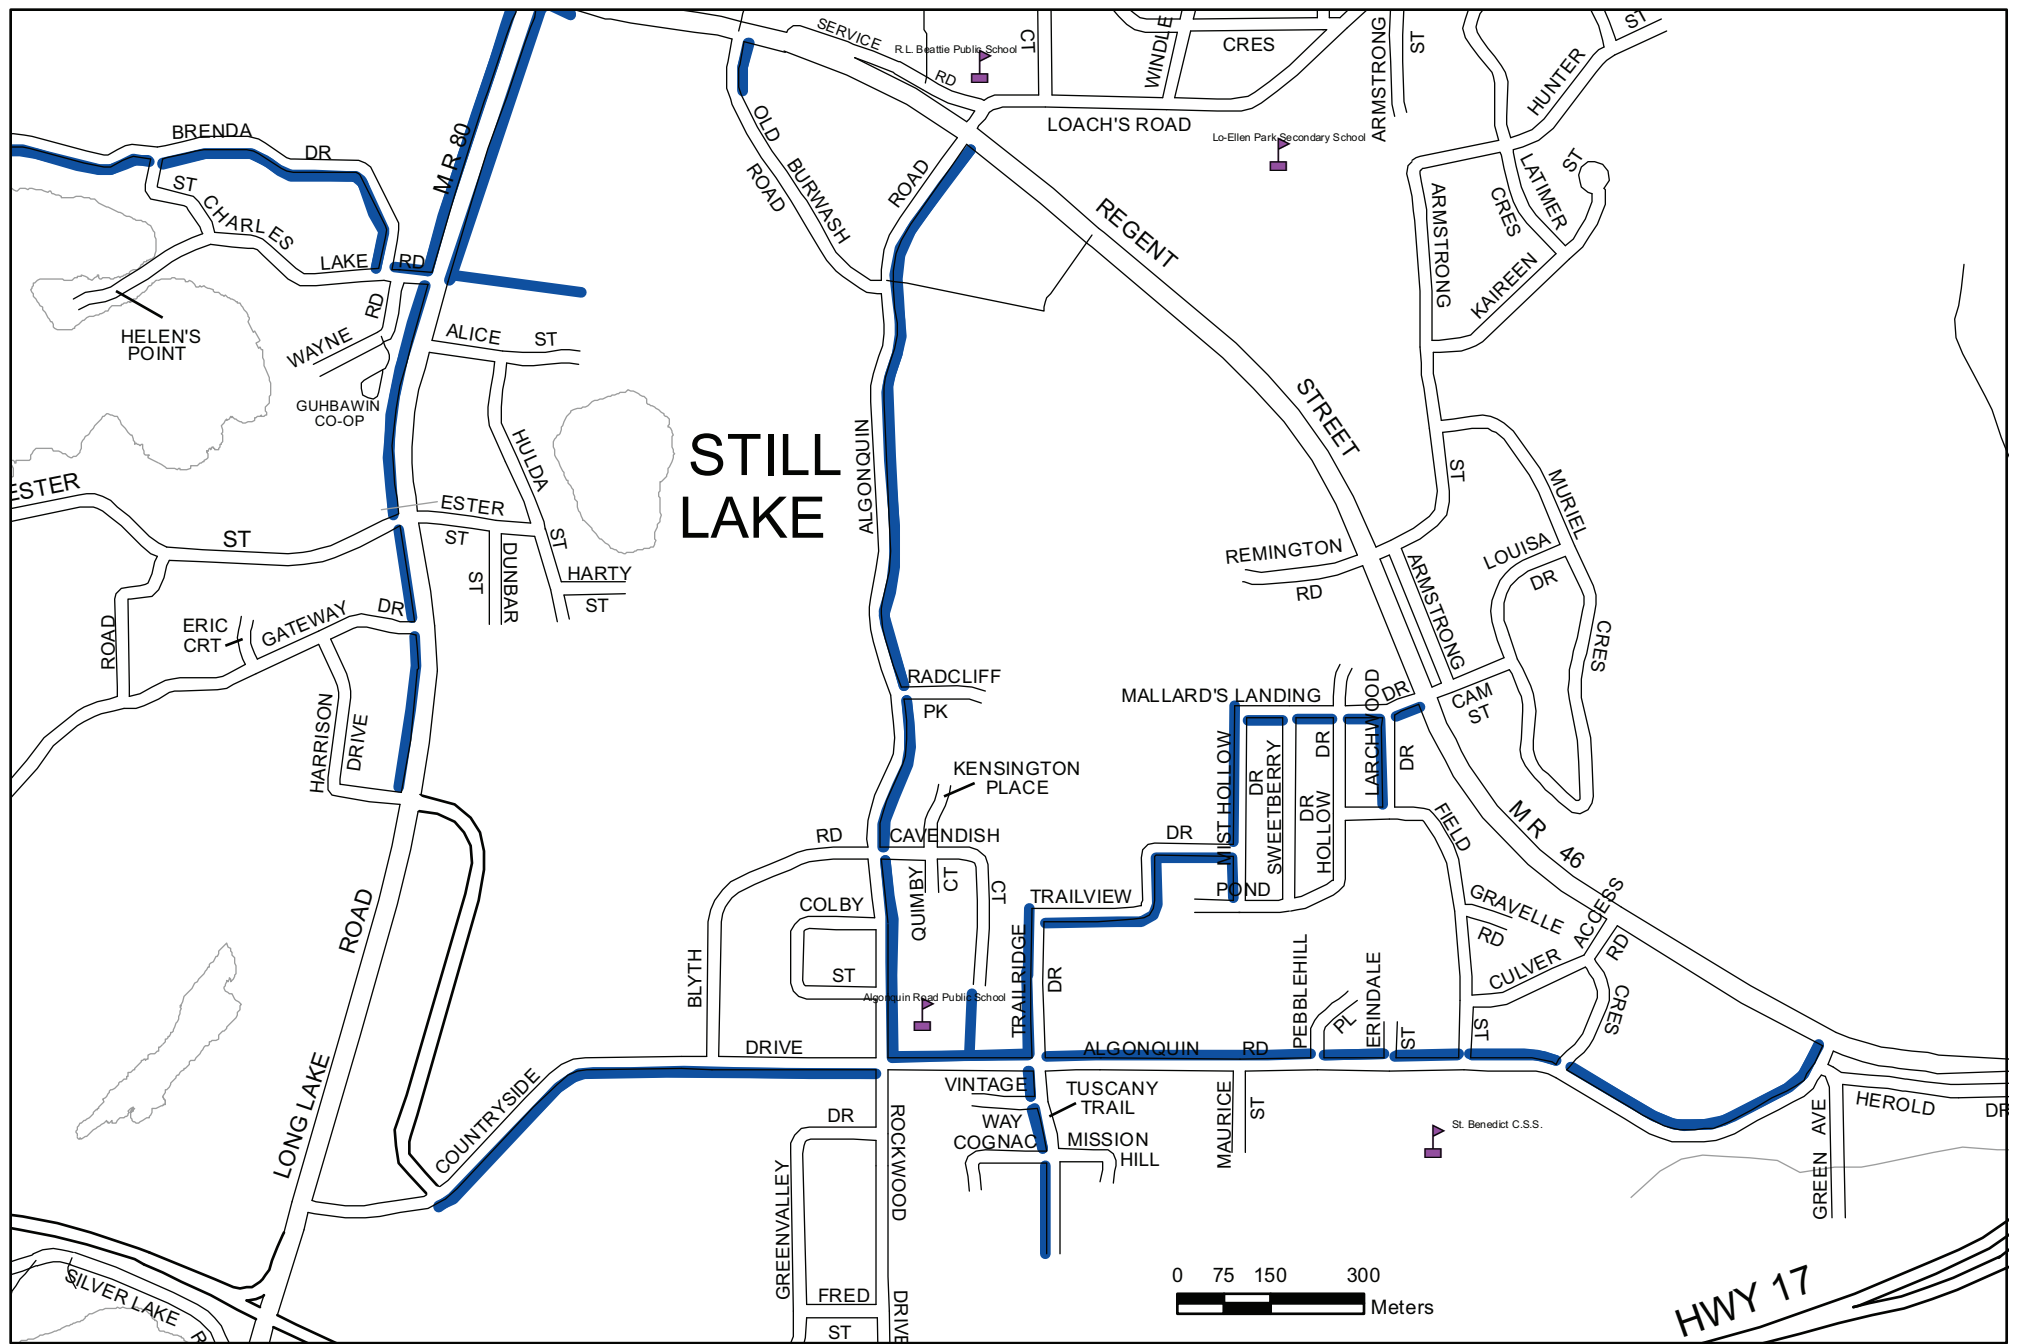 SERVICE
RD
R.L. Beattie Public School
CT
WINDLE
CRES
ARMSTRONG
ST
HUNTER
ST
BRENDA
DR
M R 80
OLD
BURWASH
ROAD
ROAD
LOACH'S ROAD
Lo-Ellen Park Secondary School
LATIMER
CRES
ST
KAIREEN
ARMSTRONG
ST
CHARLES
LAKE
RD
REGENT
STREET
HELEN'S
POINT
WAYNE
RD
ALICE
ST
GUHBAWIN
CO-OP
HULDA
ST
STILL
LAKE
ALGONQUIN
ST
MURIEL
CRES
ESTER
ST
ESTER
ST
DUNBAR
ST
HARTY
ST
REMINGTON
RD
ARMSTRONG
LOUISA
DR
ERIC
CRT
GATEWAY
DR
ROAD
HARRISON
DRIVE
RADCLIFF
PK
MALLARD'S LANDING
DR
LARCHWOOD
DR
CAM
ST
KENSINGTON
PLACE
MIST HOLLOW
DR
SWEETBERRY
DR
HOLLOW
DR
M R
46
RD
CAVENDISH
CT
DR
FIELD
ST
POND
COLBY
ST
QUIMBY
CT
TRAILVIEW
TRAILRIDGE
DR
GRAVELLE
RD
ACCESS
RD
CULVER
CRES
ROAD
BLYTH
Algonquin Road Public School
PEBBLEHILL
PL
ERINDALE
ST
LONG LAKE
COUNTRYSIDE
DRIVE
ALGONQUIN
RD
VINTAGE
WAY
TUSCANY
TRAIL
COGNAC
MISSION
HILL
MAURICE
ST
St. Benedict C.S.S.
GREEN AVE
HEROLD
DR
DR
GREENVALLEY
ROCKWOOD
DRIVE
FRED
ST
SILVER LAKE
R
0 75 150 300
Meters
HWY 17